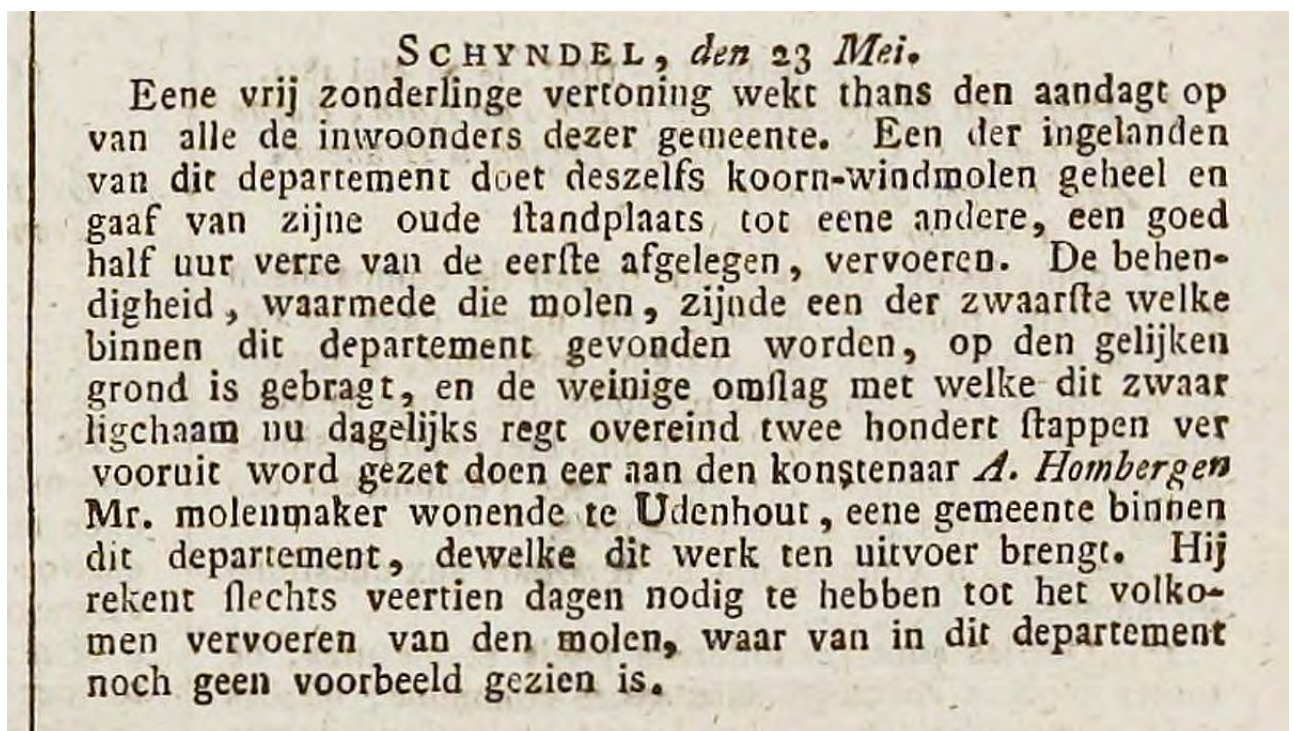 SCHYNDEL, den 23 Mei.
Eene vrij zonderlinge vertoning wekt thans den aandagt op
van alle de inwoonders dezer gemeente. Een der ingelanden
van dit departement doet deszelfs koorn-windmolen geheel en
gaaf van zijne oude ſtandplaats tot eene andere, een goed
half uur verre van de eerſte afgelegen, vervoeren. De behen-
digheid, waarmede die molen, zijnde een der zwaarſte welke
binnen dit departement gevonden worden, op den gelijken
grond is gebragt, en de weinige omſlag met welke dit zwaar
ligchaam nu dagelijks regt overeind twee hondert ſtappen ver
vooruit word gezet doen eer aan den konstenaar A. Hombergen
Mr. molenmaker wonende te Udenhout, eene gemeente binnen
dit departement, dewelke dit werk ten uitvoer brengt. Hij
rekent ſlechts veertien dagen nodig te hebben tot het volko-
men vervoeren van den molen, waar van in dit departement
noch geen voorbeeld gezien is.